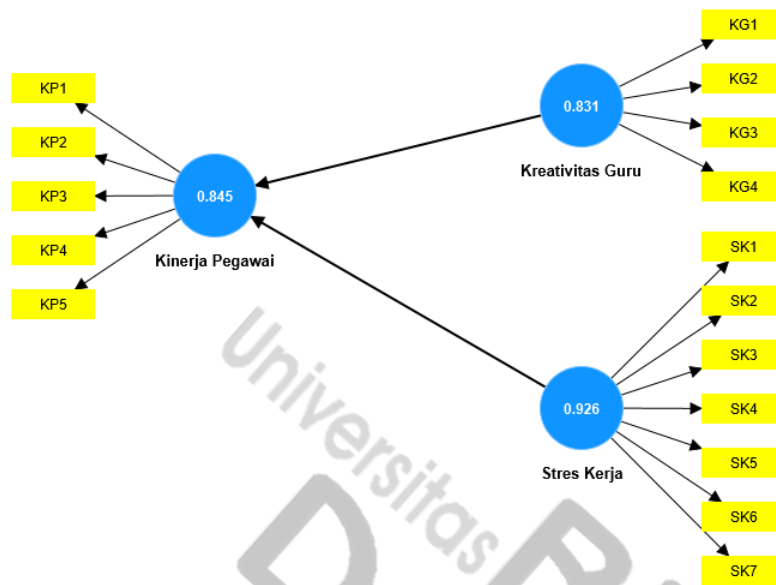 KP1
KP2
KP3
KP4
KP5
0.845
Kinerja Pegawai
0.831
Kreativitas Guru
KG1
KG2
KG3
KG4
0.926
Stres Kerja
SK1
SK2
SK3
SK4
SK5
SK6
SK7
Universitas